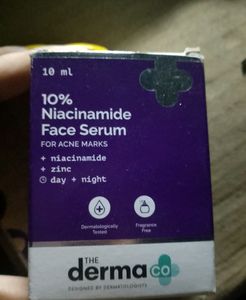 10 ml
10%
Niacinamide
Face Serum
FOR ACNE MARKS
+ niacinamide
+ zinc
day + night
Dermatologically
Tested
Fragrance
Free
THE
derma co
DESIGNED BY DERMATOLOGISTS